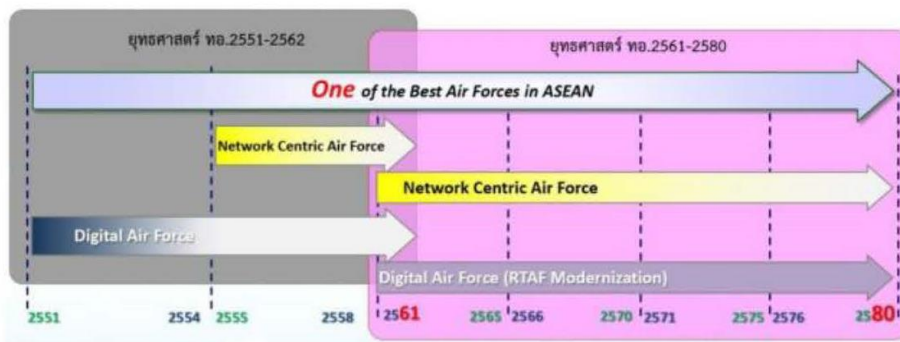 ยุทธศาสตร์ ทอ.2551-2562
ยุทธศาสตร์ ทอ.2561-2580
One of the Best Air Forces in ASEAN
Network Centric Air Force
Network Centric Air Force
Digital Air Force
Digital Air Force (RTAF Modernization)
2551 2554 2555 2558 2561 2565 2566 2570 2571 2575 2576 2580